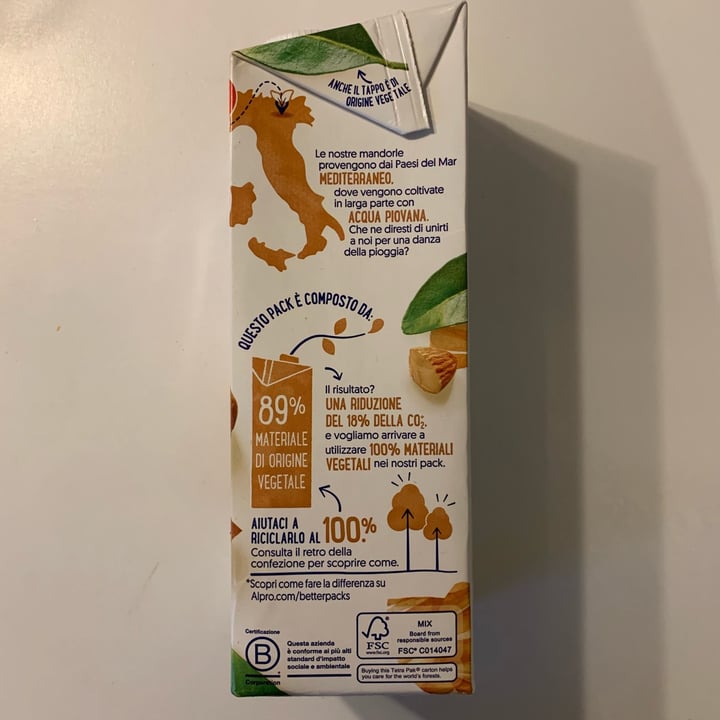 ANCHE IL TAPPO È DI
ORIGINE VEGETALE
Le nostre mandorle
provengono dai Paesi del Mar
MEDITERRANEO.
dove vengono coltivate
in larga parte con
ACQUA PIOVANA.
Che ne diresti di unirti
a noi per una danza
della pioggia?
QUESTO PACK È COMPOSTO DA:
89%
MATERIALE
DI ORIGINE
VEGETALE
Il risultato?
UNA RIDUZIONE
DEL 18% DELLA CO₂*.
e vogliamo arrivare a
utilizzare 100% MATERIALI
VEGETALI nei nostri pack.
AIUTACI A
RICICLARLO AL 100%.
Consulta il retro della
confezione per scoprire come.
*Scopri come fare la differenza su
Alpro.com/betterpacks
Certificazione
B
Corporation
Questa azienda
è conforme ai più alti
standard d'impatto
sociale e ambientale
FSC
www.fsc.org
MIX
Board from
responsible sources
FSC® C014047
Buying this Tetra Pak® carton helps
you care for the world's forests.